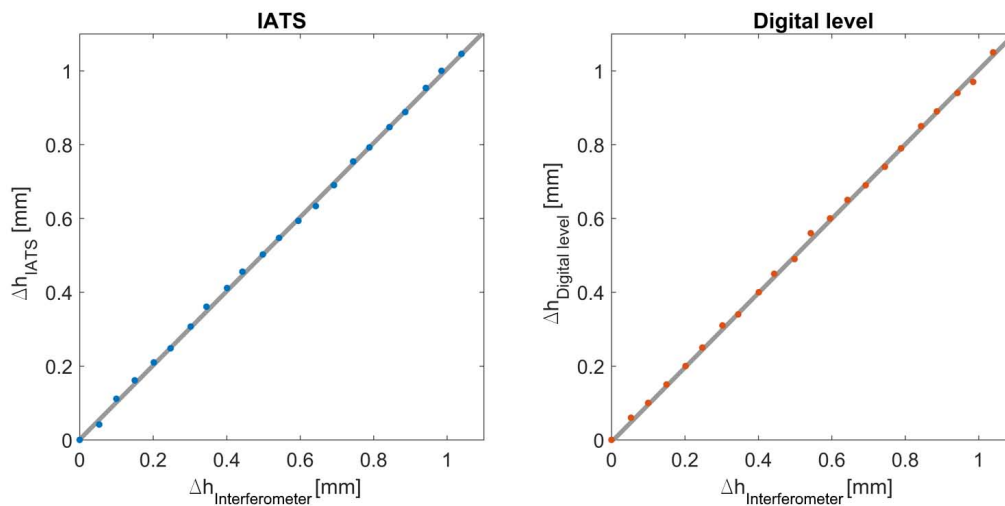 IATS
1
0.8
0.6
0.4
0.2
0
0 0.2 0.4 0.6 0.8 1
Δh_IATS [mm]
Δh_Interferometer [mm]
Digital level
1
0.8
0.6
0.4
0.2
0
0 0.2 0.4 0.6 0.8 1
Δh_Digital level [mm]
Δh_Interferometer [mm]